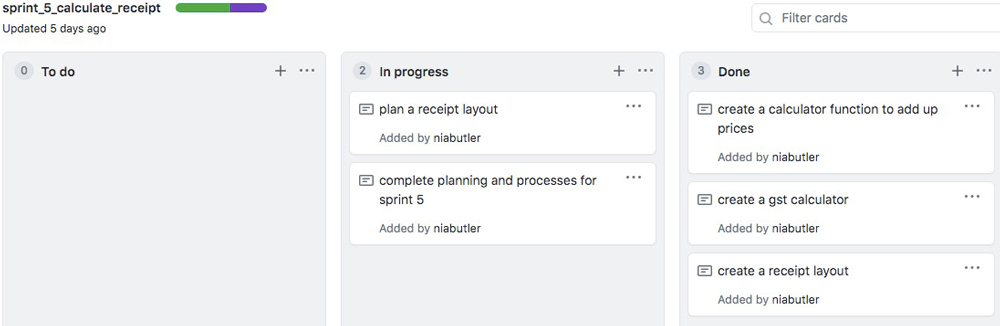 sprint_5_calculate_receipt
Updated 5 days ago
Filter cards
0 To do
2 In progress
plan a receipt layout
Added by niabutler
complete planning and processes for
sprint 5
Added by niabutler
3 Done
create a calculator function to add up
prices
Added by niabutler
create a gst calculator
Added by niabutler
create a receipt layout
Added by niabutler